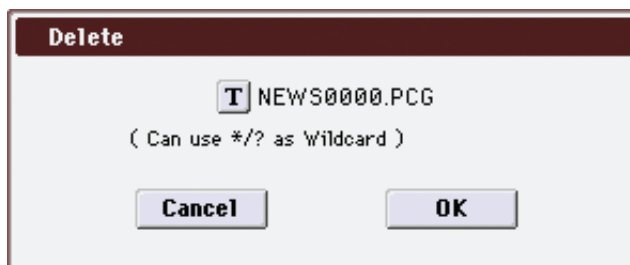 Delete
T NEWS0000.PCG
( Can use */? as Wildcard )
Cancel OK